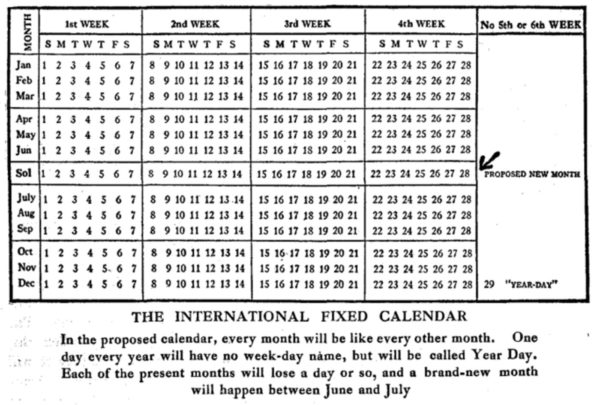 MONTH 1st WEEK 2nd WEEK 3rd WEEK 4th WEEK No 5th or 6th WEEK
S M T W T F S S M T W T F S S M T W T F S S M T W T F S
Jan 1 2 3 4 5 6 7 8 9 10 11 12 13 14 15 16 17 18 19 20 21 22 23 24 25 26 27 28
Feb 1 2 3 4 5 6 7 8 9 10 11 12 13 14 15 16 17 18 19 20 21 22 23 24 25 26 27 28
Mar 1 2 3 4 5 6 7 8 9 10 11 12 13 14 15 16 17 18 19 20 21 22 23 24 25 26 27 28
Apr 1 2 3 4 5 6 7 8 9 10 11 12 13 14 15 16 17 18 19 20 21 22 23 24 25 26 27 28
May 1 2 3 4 5 6 7 8 9 10 11 12 13 14 15 16 17 18 19 20 21 22 23 24 25 26 27 28
Jun 1 2 3 4 5 6 7 8 9 10 11 12 13 14 15 16 17 18 19 20 21 22 23 24 25 26 27 28
Sol 1 2 3 4 5 6 7 8 9 10 11 12 13 14 15 16 17 18 19 20 21 22 23 24 25 26 27 28 PROPOSED NEW MONTH
July 1 2 3 4 5 6 7 8 9 10 11 12 13 14 15 16 17 18 19 20 21 22 23 24 25 26 27 28
Aug 1 2 3 4 5 6 7 8 9 10 11 12 13 14 15 16 17 18 19 20 21 22 23 24 25 26 27 28
Sep 1 2 3 4 5 6 7 8 9 10 11 12 13 14 15 16 17 18 19 20 21 22 23 24 25 26 27 28
Oct 1 2 3 4 5 6 7 8 9 10 11 12 13 14 15 16 17 18 19 20 21 22 23 24 25 26 27 28
Nov 1 2 3 4 5 6 7 8 9 10 11 12 13 14 15 16 17 18 19 20 21 22 23 24 25 26 27 28
Dec 1 2 3 4 5 6 7 8 9 10 11 12 13 14 15 16 17 18 19 20 21 22 23 24 25 26 27 28 29 "YEAR-DAY"
THE INTERNATIONAL FIXED CALENDAR
In the proposed calendar, every month will be like every other month. One
day every year will have no week-day name, but will be called Year Day.
Each of the present months will lose a day or so, and a brand-new month
will happen between June and July